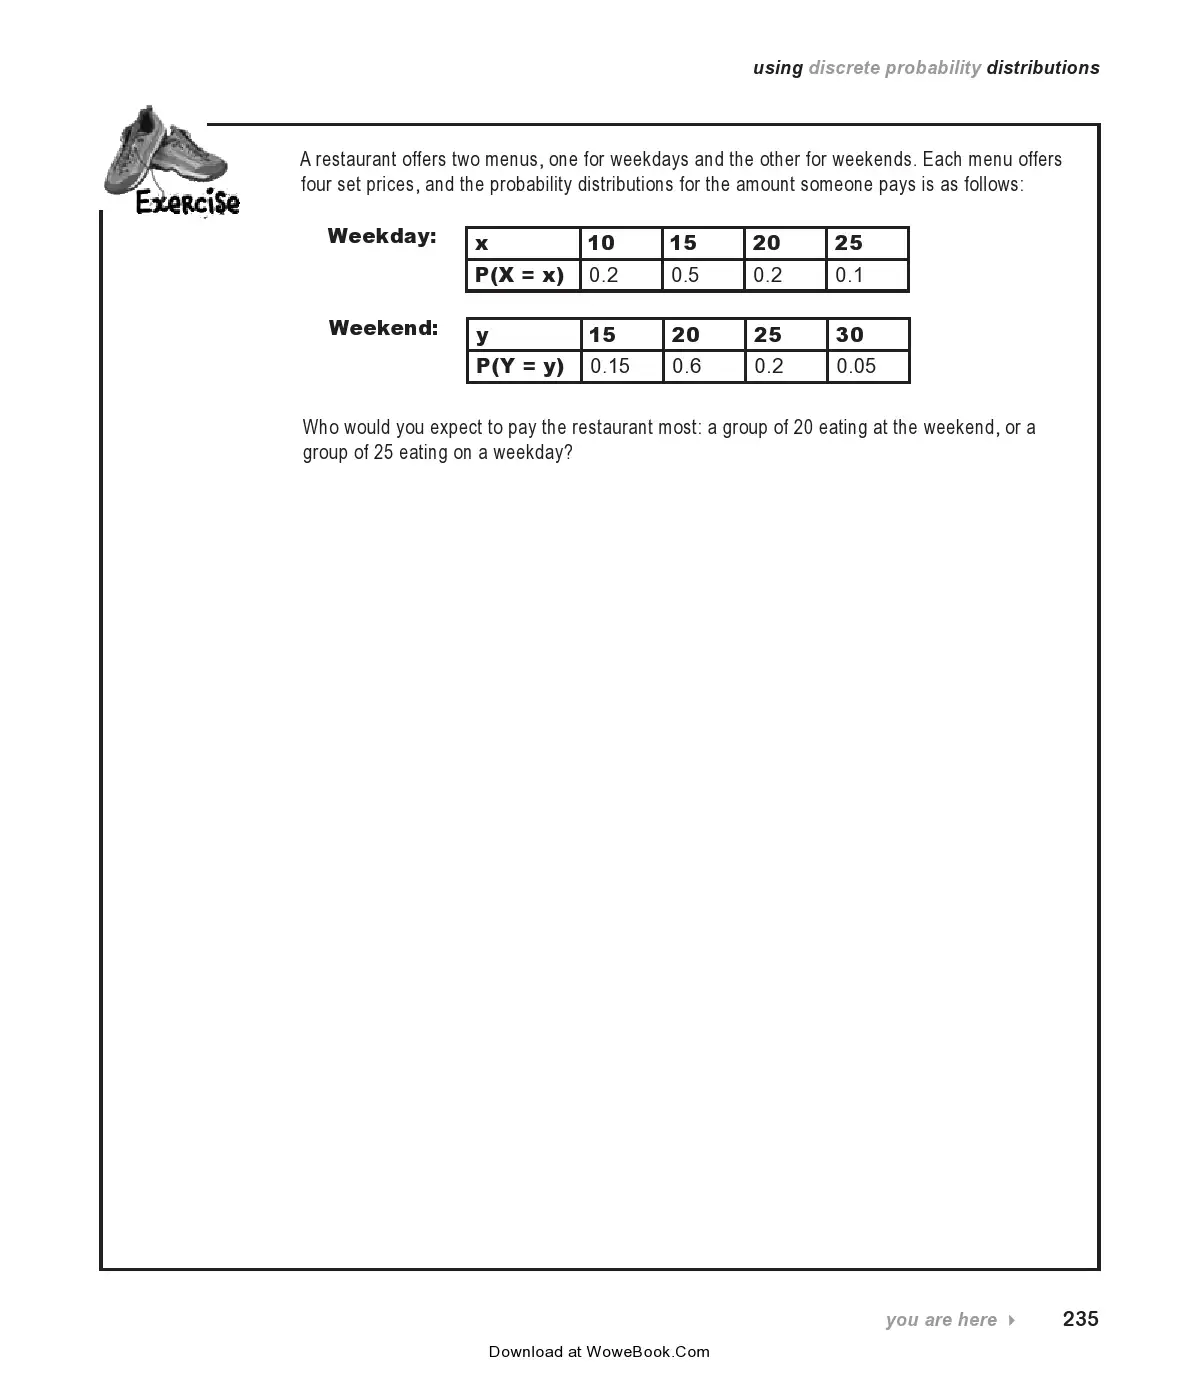 using discrete probability distributions
Exercise
A restaurant offers two menus, one for weekdays and the other for weekends. Each menu offers
four set prices, and the probability distributions for the amount someone pays is as follows:
Weekday:
x 10 15 20 25
P(X = x) 0.2 0.5 0.2 0.1
Weekend:
y 15 20 25 30
P(Y = y) 0.15 0.6 0.2 0.05
Who would you expect to pay the restaurant most: a group of 20 eating at the weekend, or a
group of 25 eating on a weekday?
you are here ▸ 235
Download at WoweBook.Com